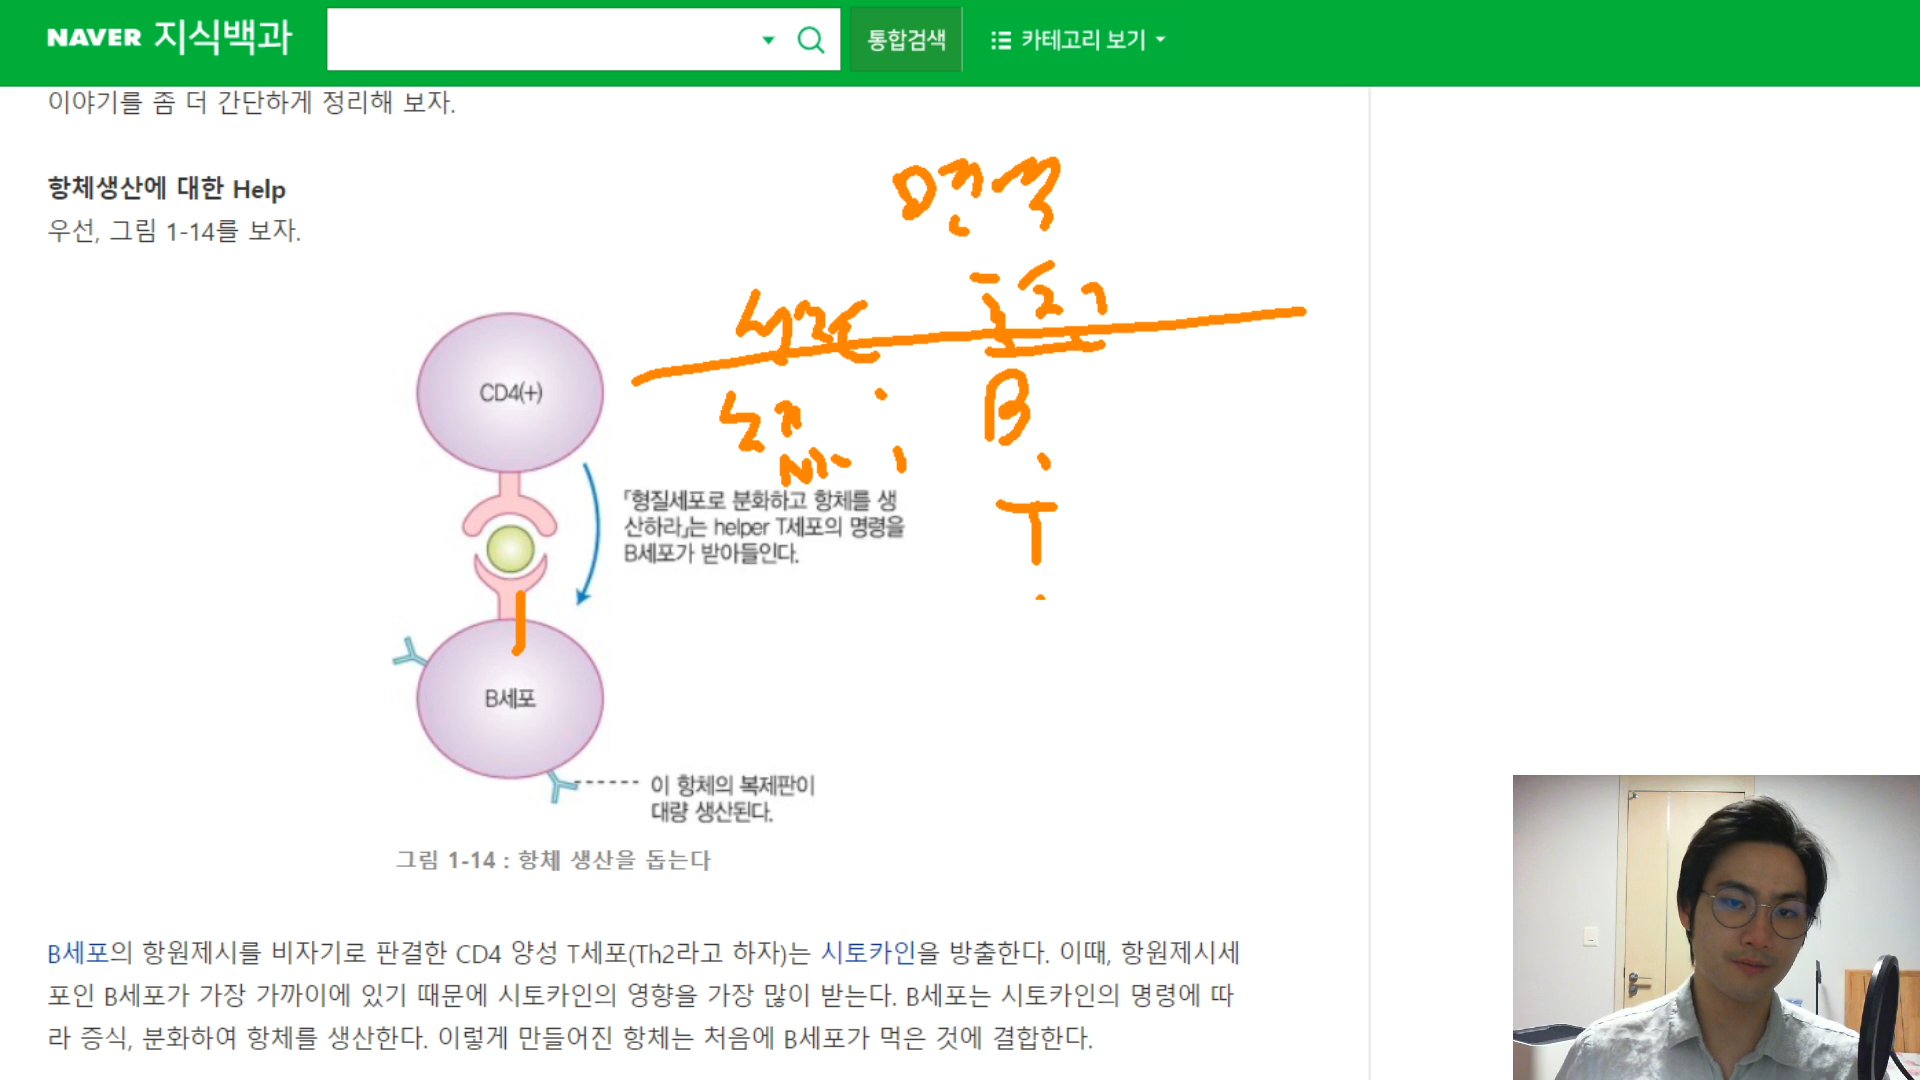 NAVER 지식백과
통합검색
카테고리 보기
이야기를 좀 더 간단하게 정리해 보자.
항체생산에 대한 Help
우선, 그림 1-14를 보자.
면역
선천
후천
B
T
CD4(+)
「형질세포로 분화하고 항체를 생
산하라」는 helper T세포의 명령을
B세포가 받아들인다.
B세포
이 항체의 복제판이
대량 생산된다.
그림 1-14 : 항체 생산을 돕는다
B세포의 항원제시를 비자기로 판결한 CD4 양성 T세포(Th2라고 하자)는 시토카인을 방출한다. 이때, 항원제시세
포인 B세포가 가장 가까이에 있기 때문에 시토카인의 영향을 가장 많이 받는다. B세포는 시토카인의 명령에 따
라 증식, 분화하여 항체를 생산한다. 이렇게 만들어진 항체는 처음에 B세포가 먹은 것에 결합한다.